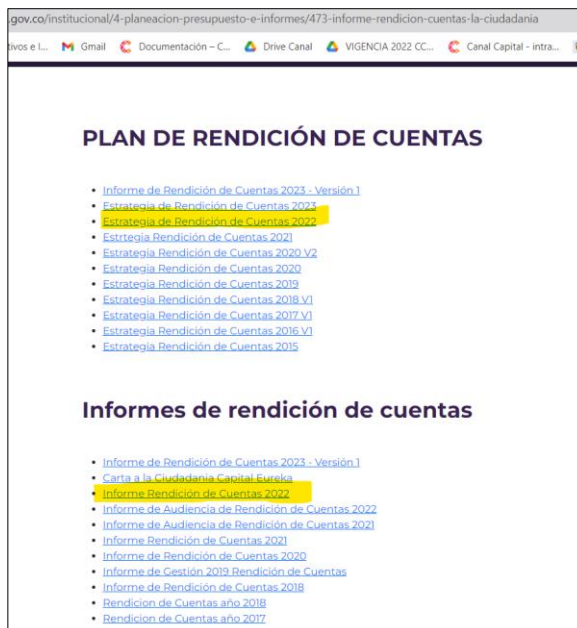 .gov.co/institucional/4-planeacion-presupuesto-e-informes/473-informe-rendicion-cuentas-la-ciudadania
tivos e I... Gmail Documentación – C... Drive Canal VIGENCIA 2022 CC... Canal Capital - intra...
PLAN DE RENDICIÓN DE CUENTAS
Informe de Rendición de Cuentas 2023 - Versión 1
Estrategia de Rendición de Cuentas 2023
Estrategia de Rendición de Cuentas 2022
Estrtegia Rendición de Cuentas 2021
Estrategia Rendición de Cuentas 2020 V2
Estrategia Rendición de Cuentas 2020
Estrategia Rendición de Cuentas 2019
Estrategia Rendición de Cuentas 2018 V1
Estrategia Rendición de Cuentas 2017 V1
Estrategia Rendición de Cuentas 2016 V1
Estrategia Rendición de Cuentas 2015
Informes de rendición de cuentas
Informe de Rendición de Cuentas 2023 - Versión 1
Carta a la Ciudadania Capital Eureka
Informe Rendición de Cuentas 2022
Informe de Audiencia de Rendición de Cuentas 2022
Informe de Audiencia de Rendición de Cuentas 2021
Informe Rendición de Cuentas 2021
Informe de Rendición de Cuentas 2020
Informe de Gestión 2019 Rendición de Cuentas
Informe de Rendición de Cuentas 2018
Rendicion de Cuentas año 2018
Rendicion de Cuentas año 2017